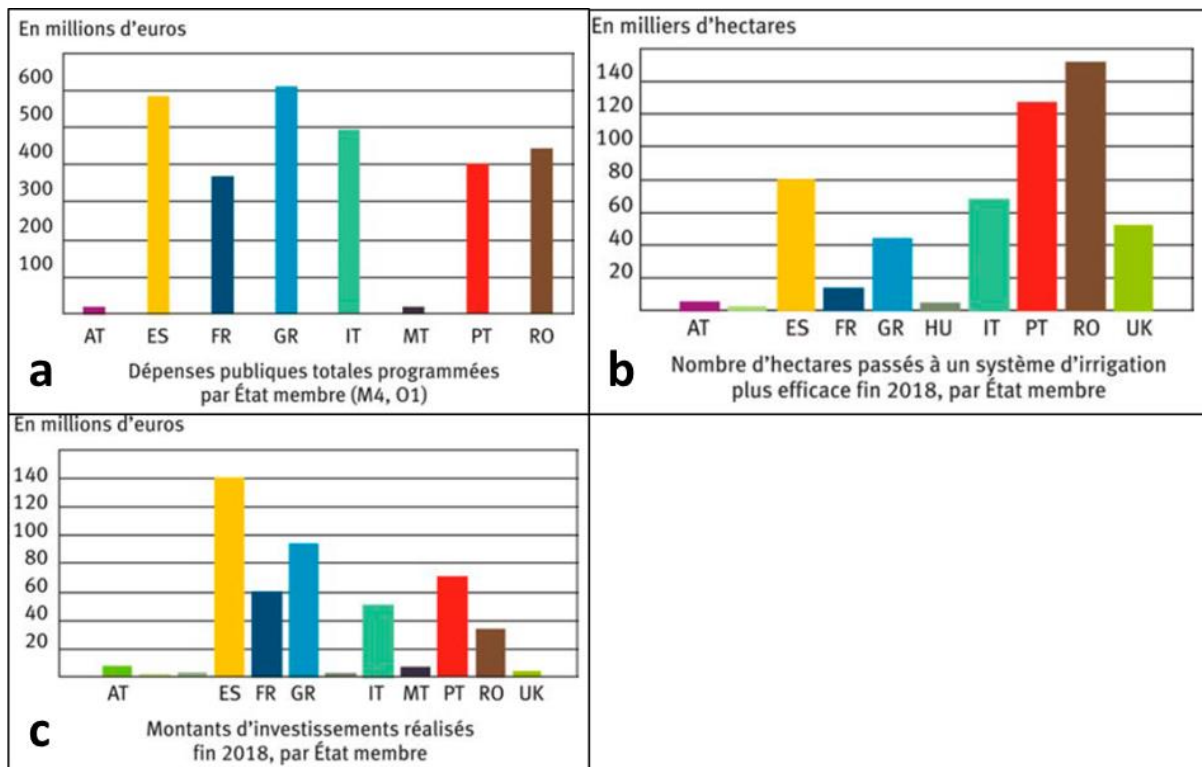 En millions d'euros
600
500
400
300
200
100
AT ES FR GR IT MT PT RO
a
Dépenses publiques totales programmées
par État membre (M4, O1)
En milliers d'hectares
140
120
100
80
60
40
20
AT ES FR GR HU IT PT RO UK
b
Nombre d'hectares passés à un système d'irrigation
plus efficace fin 2018, par État membre
En millions d'euros
140
120
100
80
60
40
20
AT ES FR GR IT MT PT RO UK
c
Montants d'investissements réalisés
fin 2018, par État membre